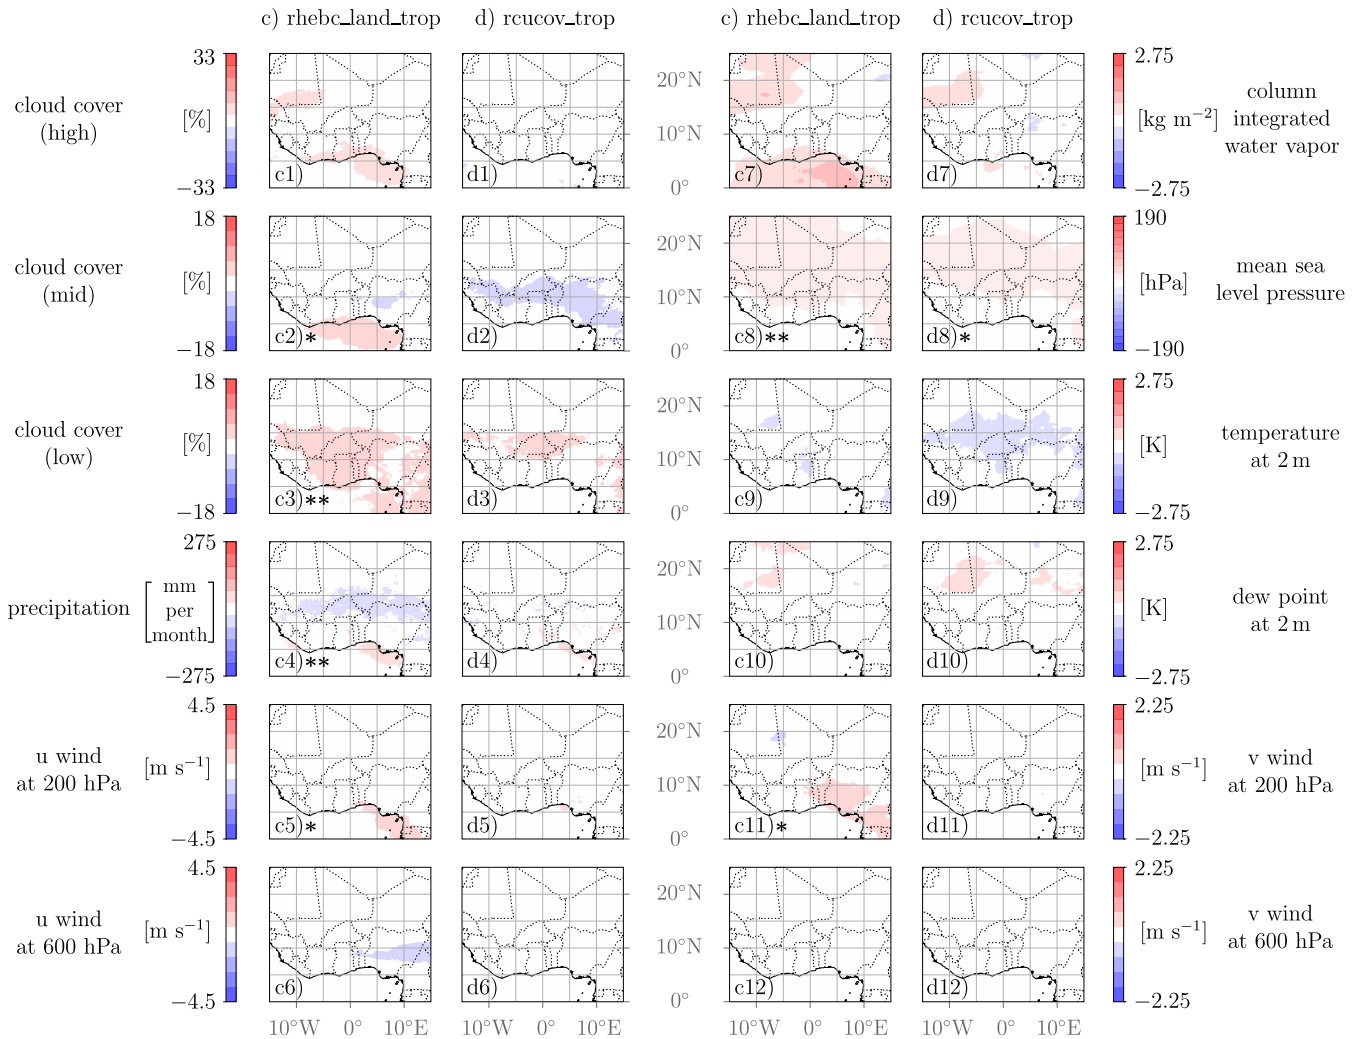 c) rhebc_land_trop d) rcucov_trop c) rhebc_land_trop d) rcucov_trop
cloud cover
(high)
33
[%]
−33
c1) d1)
20°N
10°N
0°
c7) d7)
2.75
[kg m−2]
−2.75
column
integrated
water vapor
cloud cover
(mid)
18
[%]
−18
c2)* d2)
20°N
10°N
0°
c8)** d8)*
190
[hPa]
−190
mean sea
level pressure
cloud cover
(low)
18
[%]
−18
c3)** d3)
20°N
10°N
0°
c9) d9)
2.75
[K]
−2.75
temperature
at 2 m
precipitation
275
[mm
per
month]
−275
c4)** d4)
20°N
10°N
0°
c10) d10)
2.75
[K]
−2.75
dew point
at 2 m
u wind
at 200 hPa
4.5
[m s−1]
−4.5
c5)* d5)
20°N
10°N
0°
c11)* d11)
2.25
[m s−1]
−2.25
v wind
at 200 hPa
u wind
at 600 hPa
4.5
[m s−1]
−4.5
c6) d6)
20°N
10°N
0°
c12) d12)
2.25
[m s−1]
−2.25
v wind
at 600 hPa
10°W 0° 10°E 10°W 0° 10°E 10°W 0° 10°E 10°W 0° 10°E